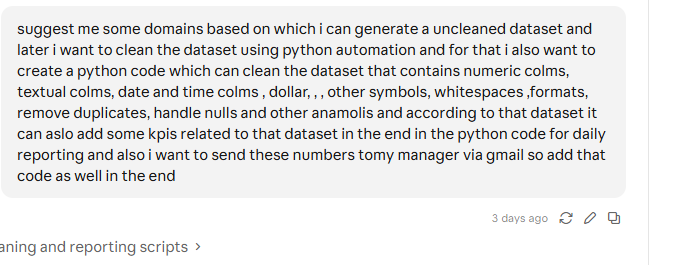 suggest me some domains based on which i can generate a uncleaned dataset and
later i want to clean the dataset using python automation and for that i also want to
create a python code which can clean the dataset that contains numeric colms,
textual colms, date and time colms , dollar, , , other symbols, whitespaces ,formats,
remove duplicates, handle nulls and other anamolis and according to that dataset it
can aslo add some kpis related to that dataset in the end in the python code for daily
reporting and also i want to send these numbers tomy manager via gmail so add that
code as well in the end
3 days ago
aning and reporting scripts >